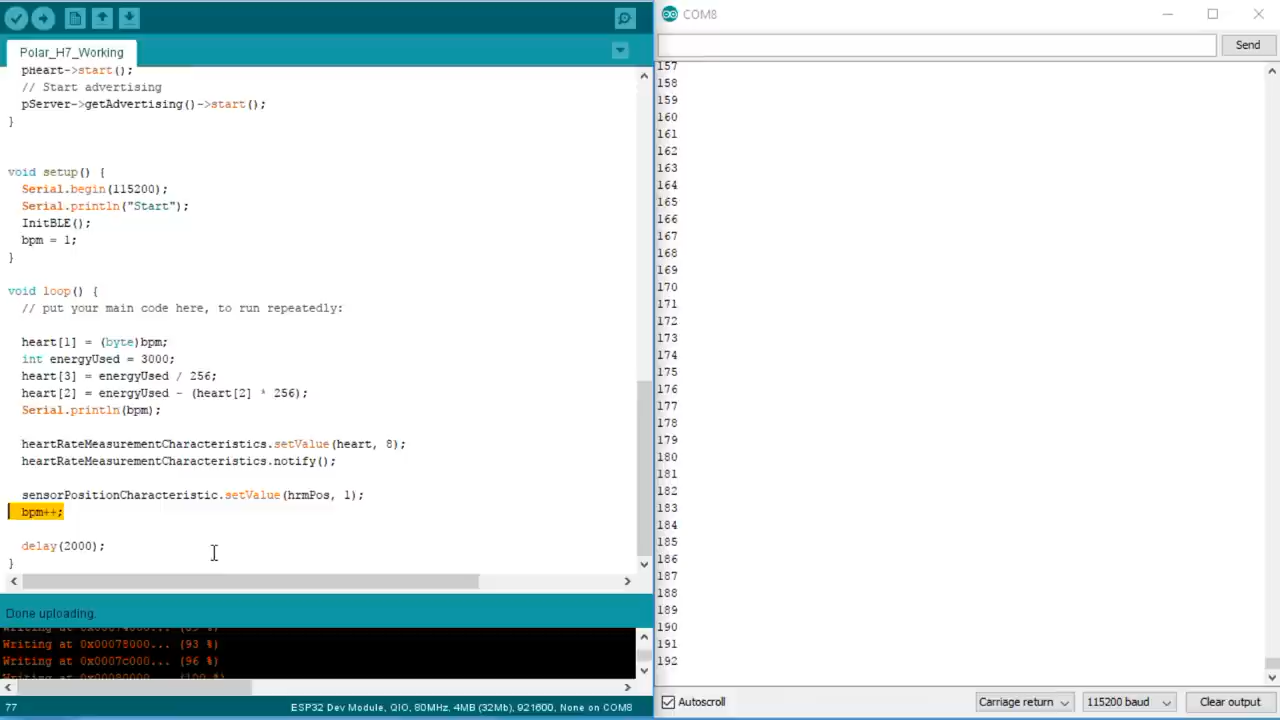 Polar_H7_Working
pHeart->start();
// Start advertising
pServer->getAdvertising()->start();
}
void setup() {
Serial.begin(115200);
Serial.println("Start");
InitBLE();
bpm = 1;
}
void loop() {
// put your main code here, to run repeatedly:
heart[1] = (byte)bpm;
int energyUsed = 3000;
heart[3] = energyUsed / 256;
heart[2] = energyUsed - (heart[2] * 256);
Serial.println(bpm);
heartRateMeasurementCharacteristics.setValue(heart, 8);
heartRateMeasurementCharacteristics.notify();
sensorPositionCharacteristic.setValue(hrmPos, 1);
bpm++;
delay(2000);
}
Done uploading.
Writing at 0x00078000... (93 %)
Writing at 0x0007c000... (96 %)
Writing at 0x00080000... (100 %)
77
ESP32 Dev Module, QIO, 80MHz, 4MB (32Mb), 921600, None on COM8
COM8
Send
157
158
159
160
161
162
163
164
165
166
167
168
169
170
171
172
173
174
175
176
177
178
179
180
181
182
183
184
185
186
187
188
189
190
191
192
Autoscroll
Carriage return
115200 baud
Clear output